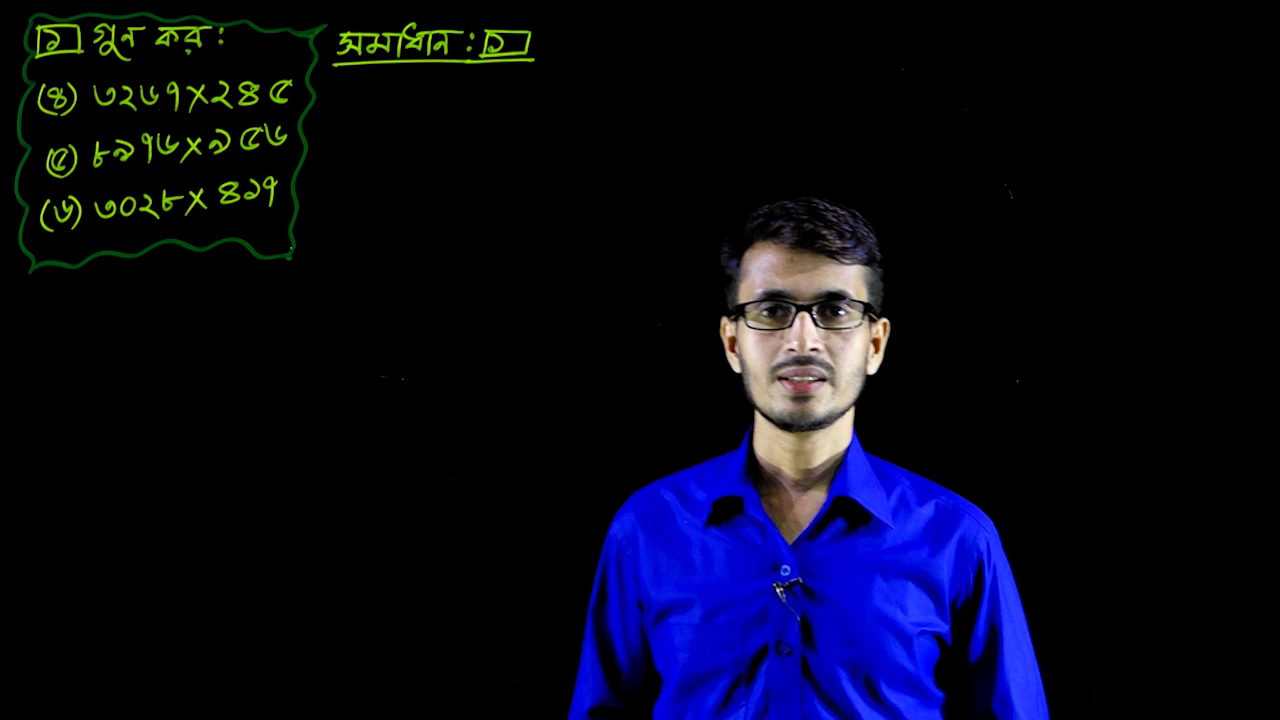 ১ গুন কর:
(৪) ৩২৬৭×২৪৫
(৫) ৮৯৭৬×৯৫৬
(৬) ৩০২৮×৪১৭
সমাধান: ১